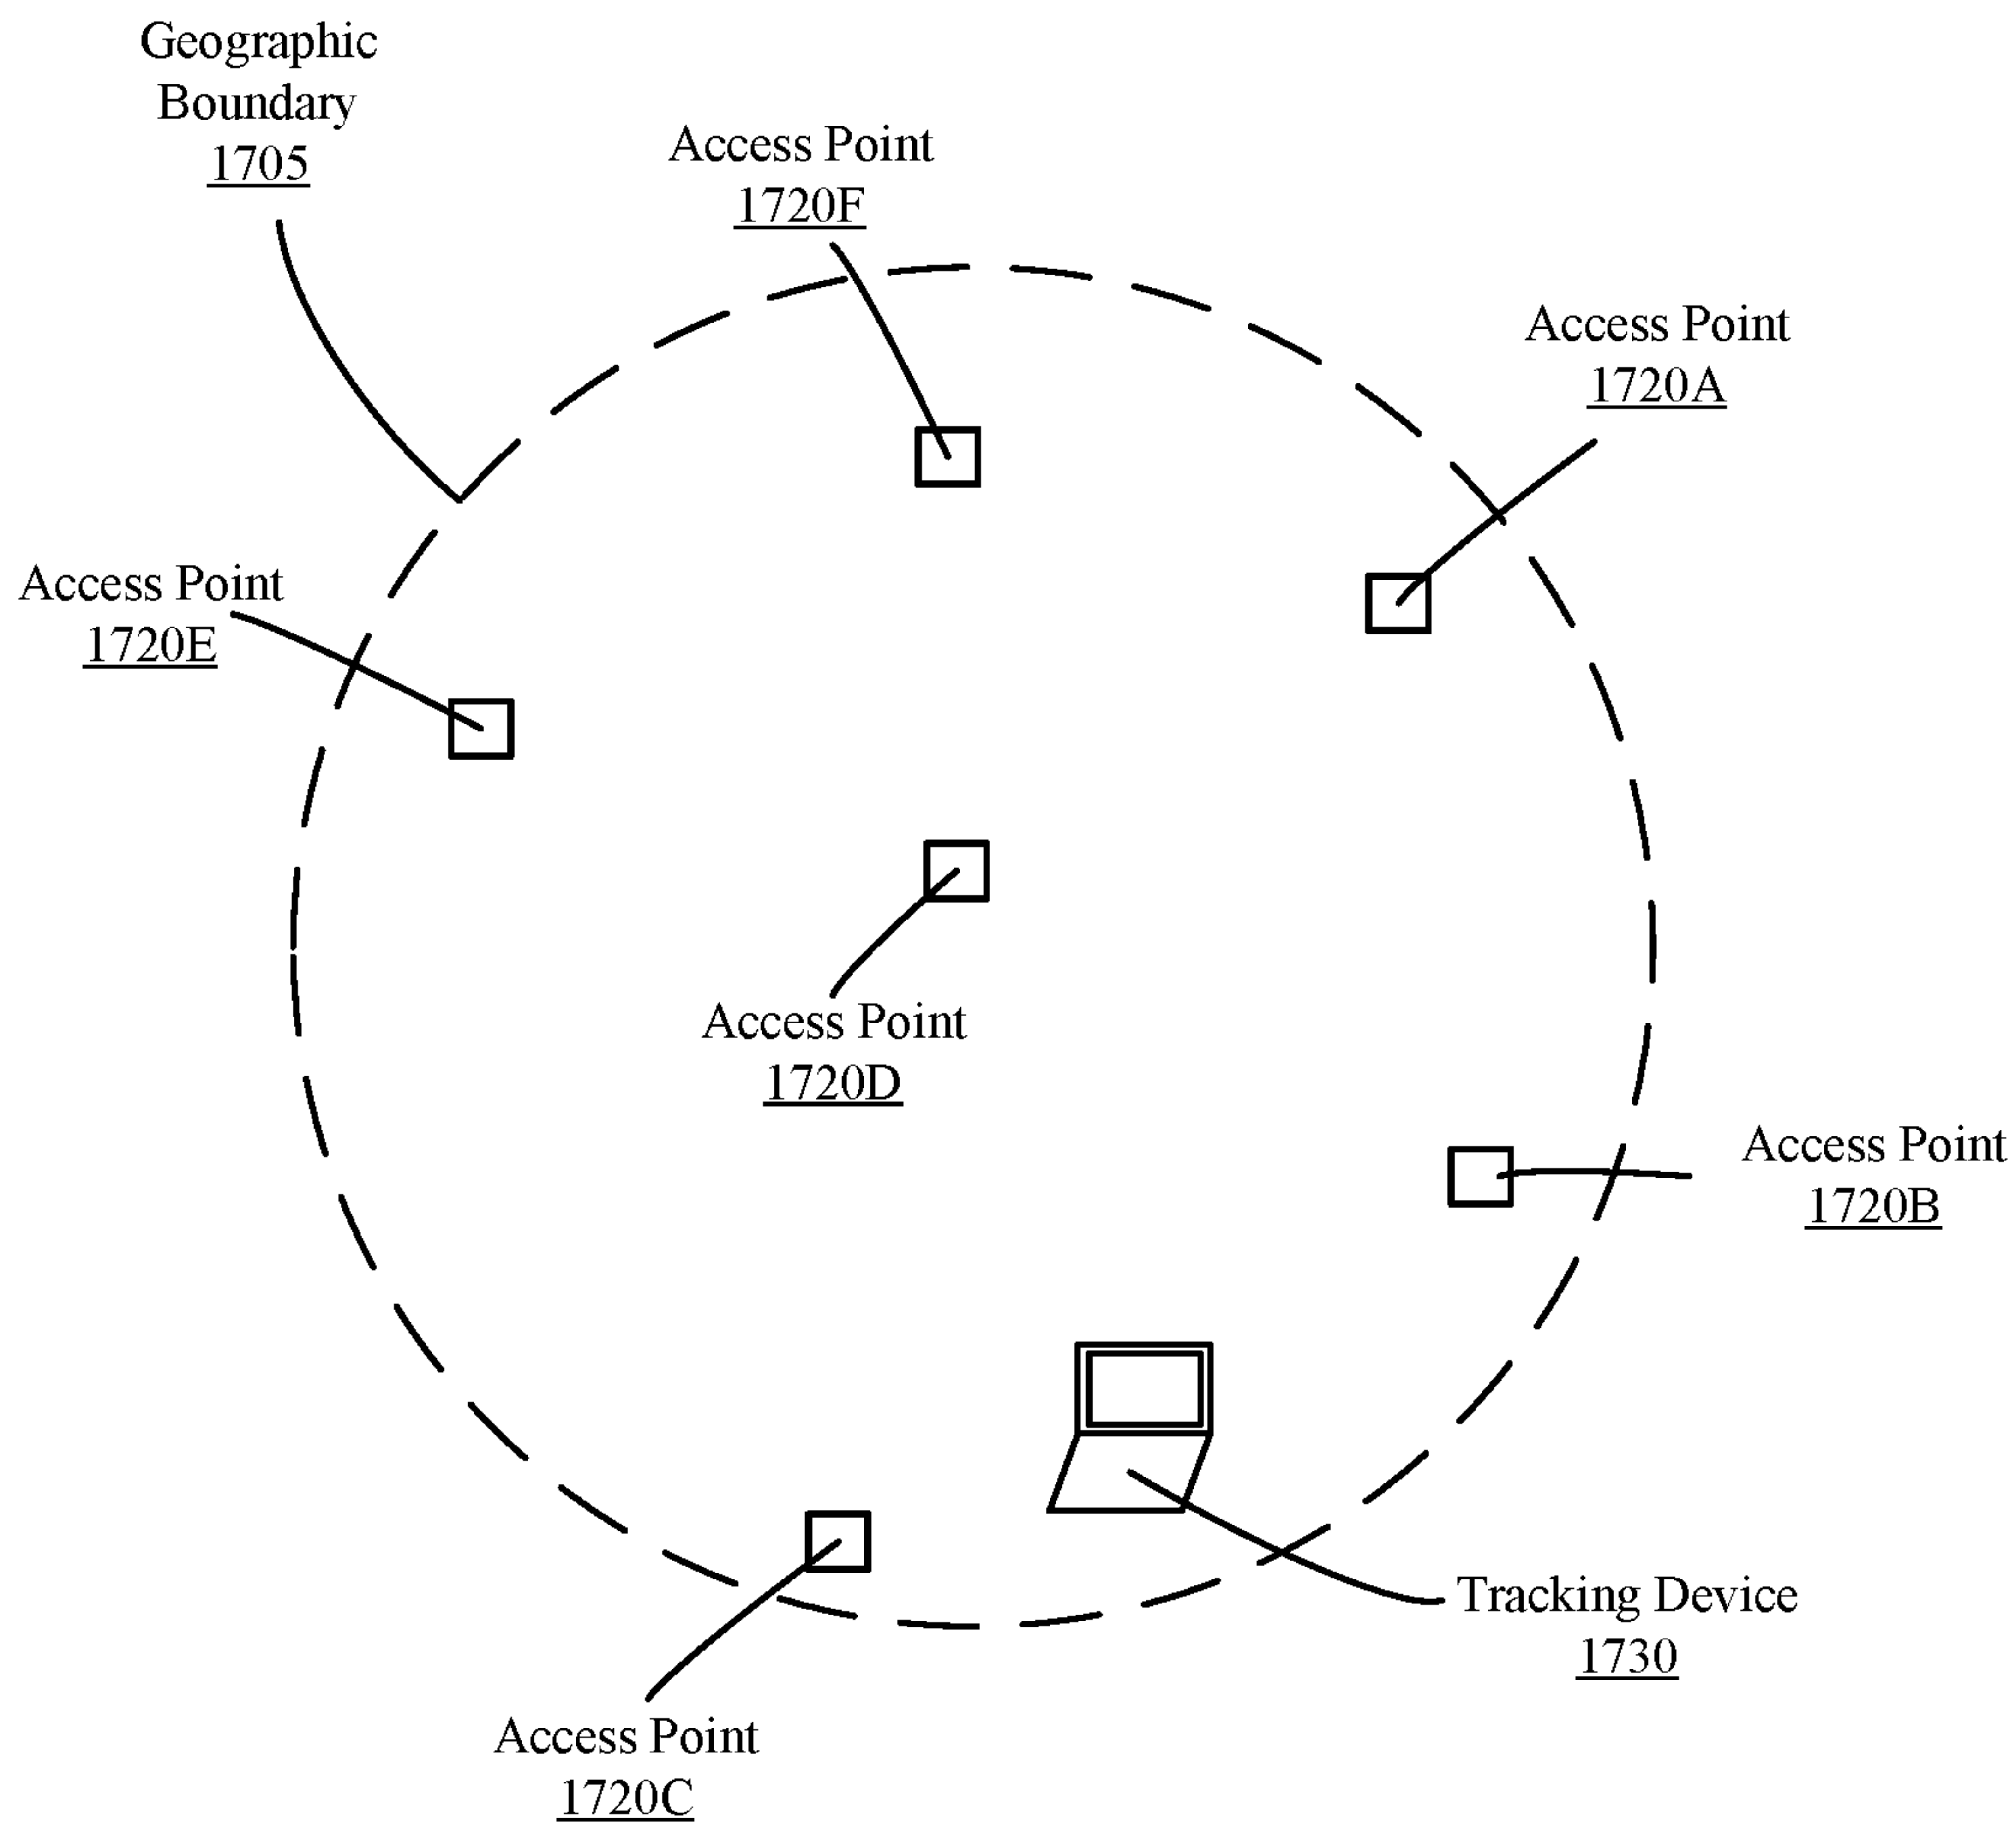 Geographic
Boundary
1705
Access Point
1720F
Access Point
1720A
Access Point
1720E
Access Point
1720D
Access Point
1720B
Tracking Device
1730
Access Point
1720C